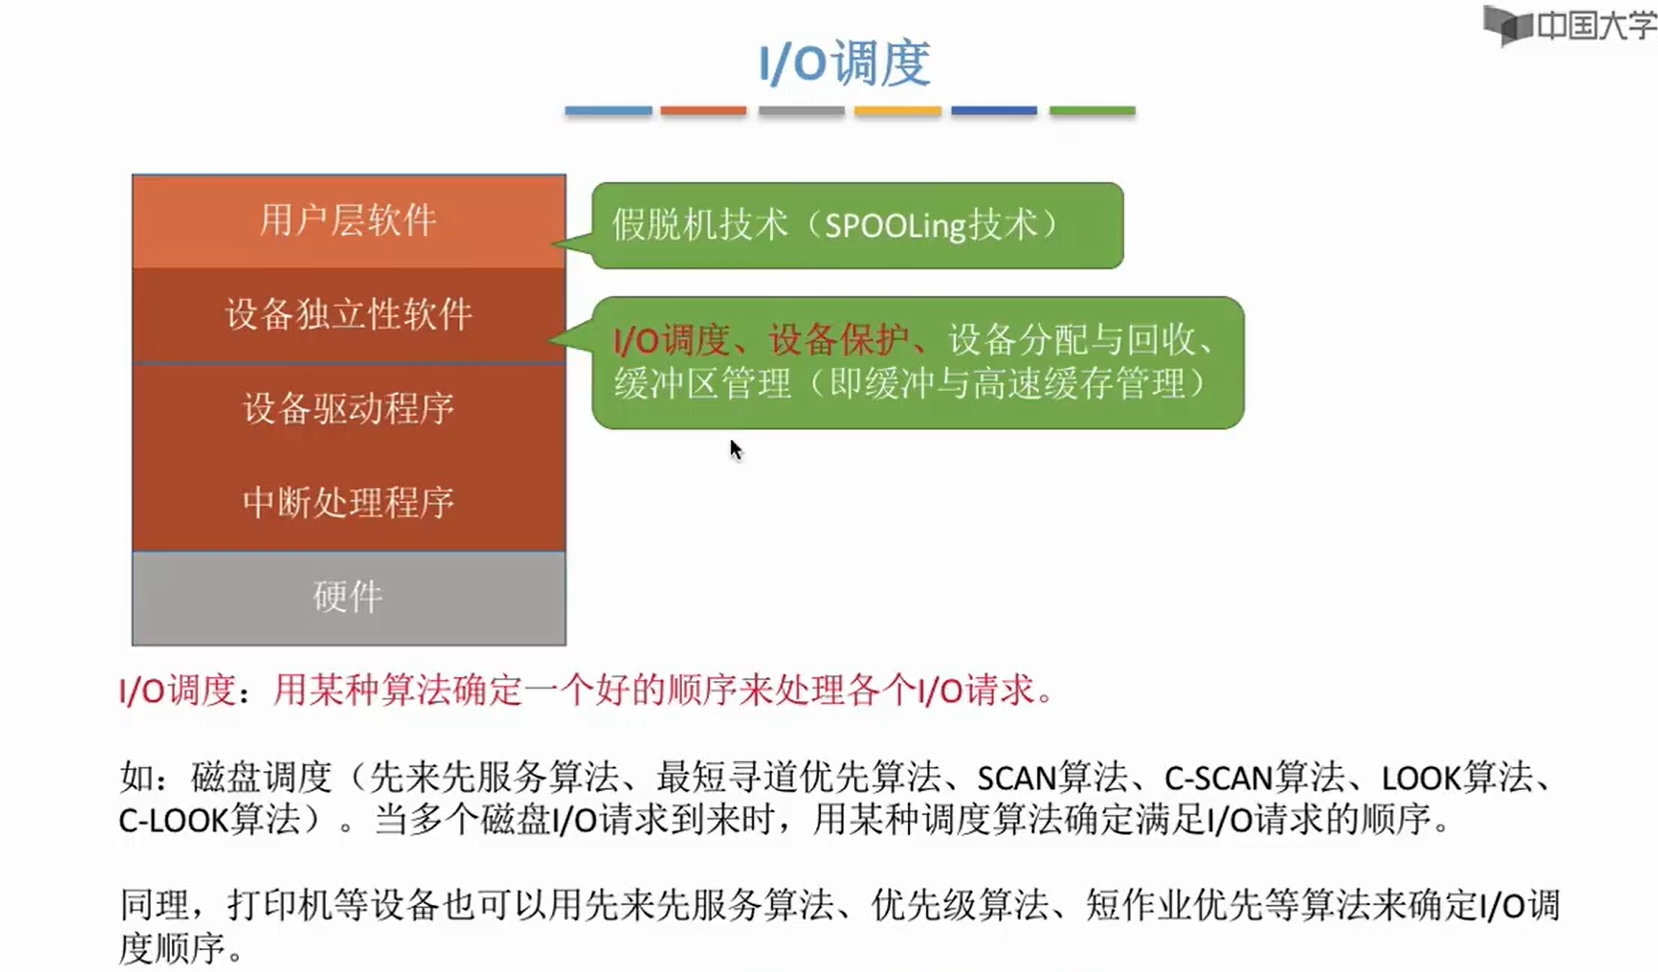 中国大学
I/O调度
用户层软件
假脱机技术（SPOOLing技术）
设备独立性软件
I/O调度、设备保护、设备分配与回收、
缓冲区管理（即缓冲与高速缓存管理）
设备驱动程序
中断处理程序
硬件
I/O调度：用某种算法确定一个好的顺序来处理各个I/O请求。
如：磁盘调度（先来先服务算法、最短寻道优先算法、SCAN算法、C-SCAN算法、LOOK算法、
C-LOOK算法）。当多个磁盘I/O请求到来时，用某种调度算法确定满足I/O请求的顺序。
同理，打印机等设备也可以用先来先服务算法、优先级算法、短作业优先等算法来确定I/O调
度顺序。